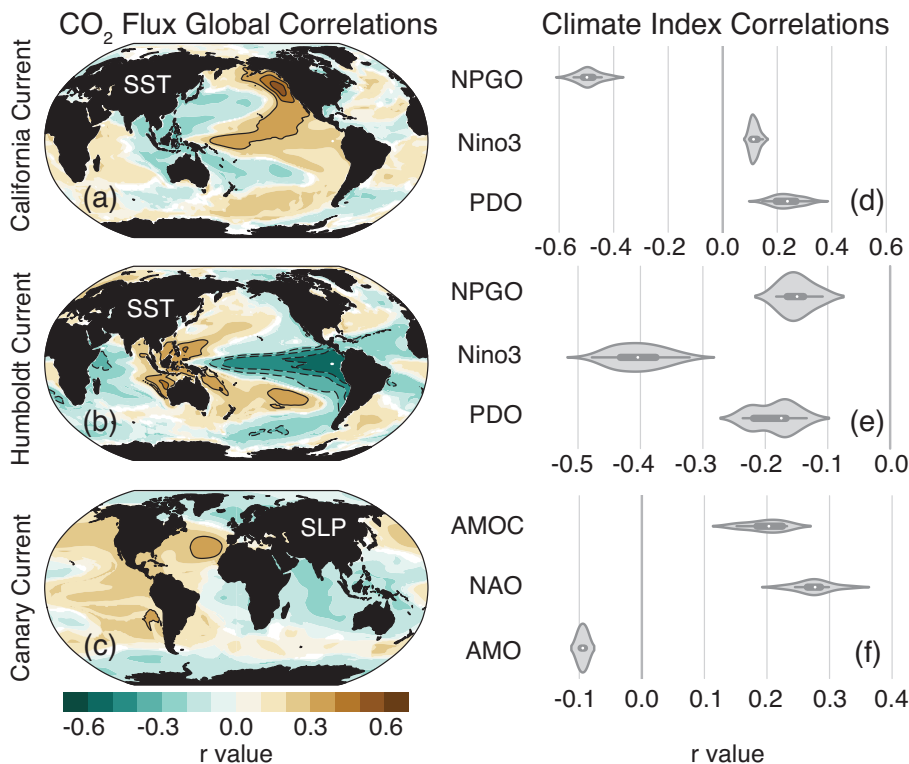 CO₂ Flux Global Correlations
Climate Index Correlations
California Current
SST
(a)
NPGO
Nino3
PDO
(d)
-0.6 -0.4 -0.2 0.0 0.2 0.4 0.6
Humboldt Current
SST
(b)
NPGO
Nino3
PDO
(e)
-0.5 -0.4 -0.3 -0.2 -0.1 0.0
Canary Current
SLP
(c)
AMOC
NAO
AMO
(f)
-0.1 0.0 0.1 0.2 0.3 0.4
r value
-0.6 -0.3 0.0 0.3 0.6
r value